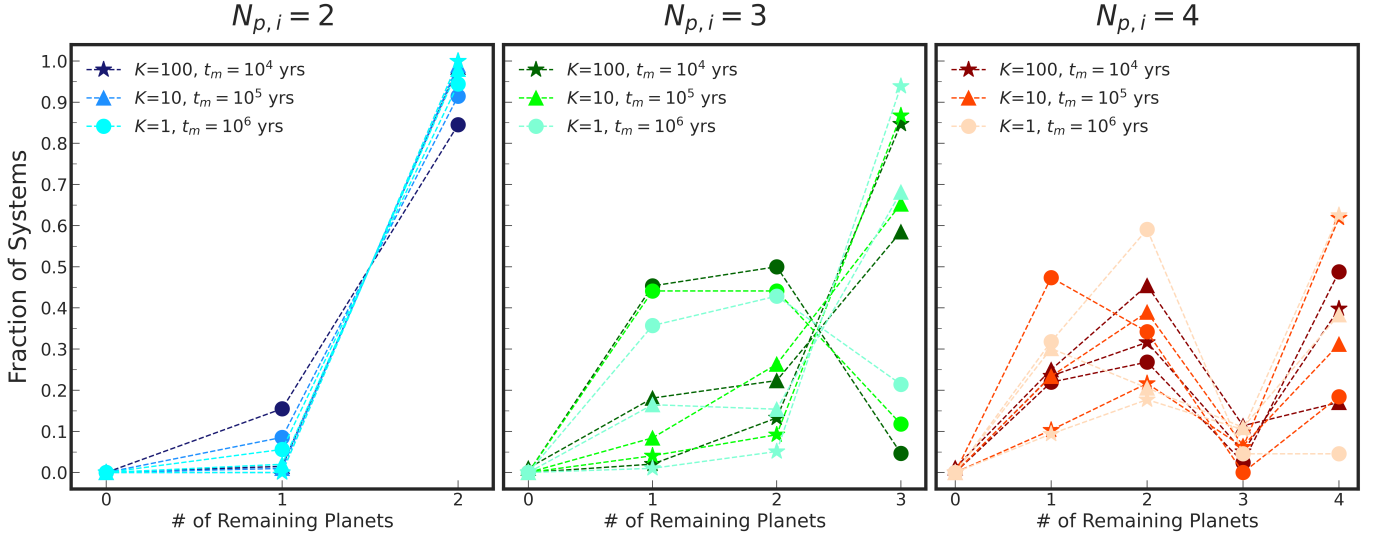 N_{p,i} = 2
N_{p,i} = 3
N_{p,i} = 4
Fraction of Systems
1.0
0.9
0.8
0.7
0.6
0.5
0.4
0.3
0.2
0.1
0.0
K=100, t_m = 10^4 yrs
K=10, t_m = 10^5 yrs
K=1, t_m = 10^6 yrs
0 1 2
# of Remaining Planets
K=100, t_m = 10^4 yrs
K=10, t_m = 10^5 yrs
K=1, t_m = 10^6 yrs
0 1 2 3
# of Remaining Planets
K=100, t_m = 10^4 yrs
K=10, t_m = 10^5 yrs
K=1, t_m = 10^6 yrs
0 1 2 3 4
# of Remaining Planets